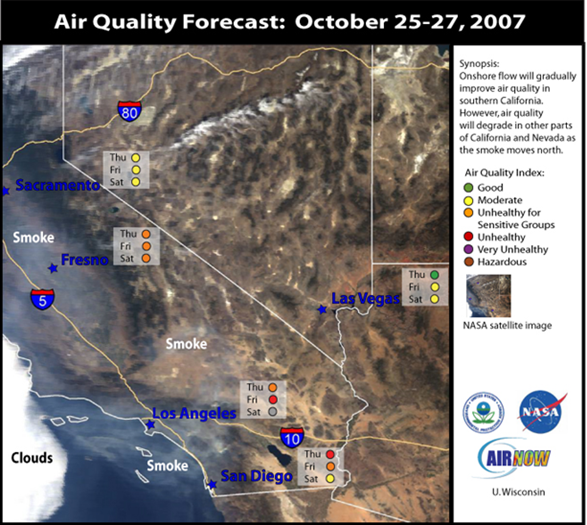 Air Quality Forecast: October 25-27, 2007
80
Thu
Fri
Sat
Sacramento
Smoke
Thu
Fri
Sat
Fresno
5
Thu
Fri
Sat
Las Vegas
Smoke
Thu
Fri
Sat
Los Angeles
10
Clouds
Smoke
Thu
Fri
Sat
San Diego
Synopsis:
Onshore flow will gradually
improve air quality in
southern California.
However, air quality
will degrade in other parts
of California and Nevada as
the smoke moves north.
Air Quality Index:
Good
Moderate
Unhealthy for
Sensitive Groups
Unhealthy
Very Unhealthy
Hazardous
NASA satellite image
NASA
AIRNOW
U.Wisconsin